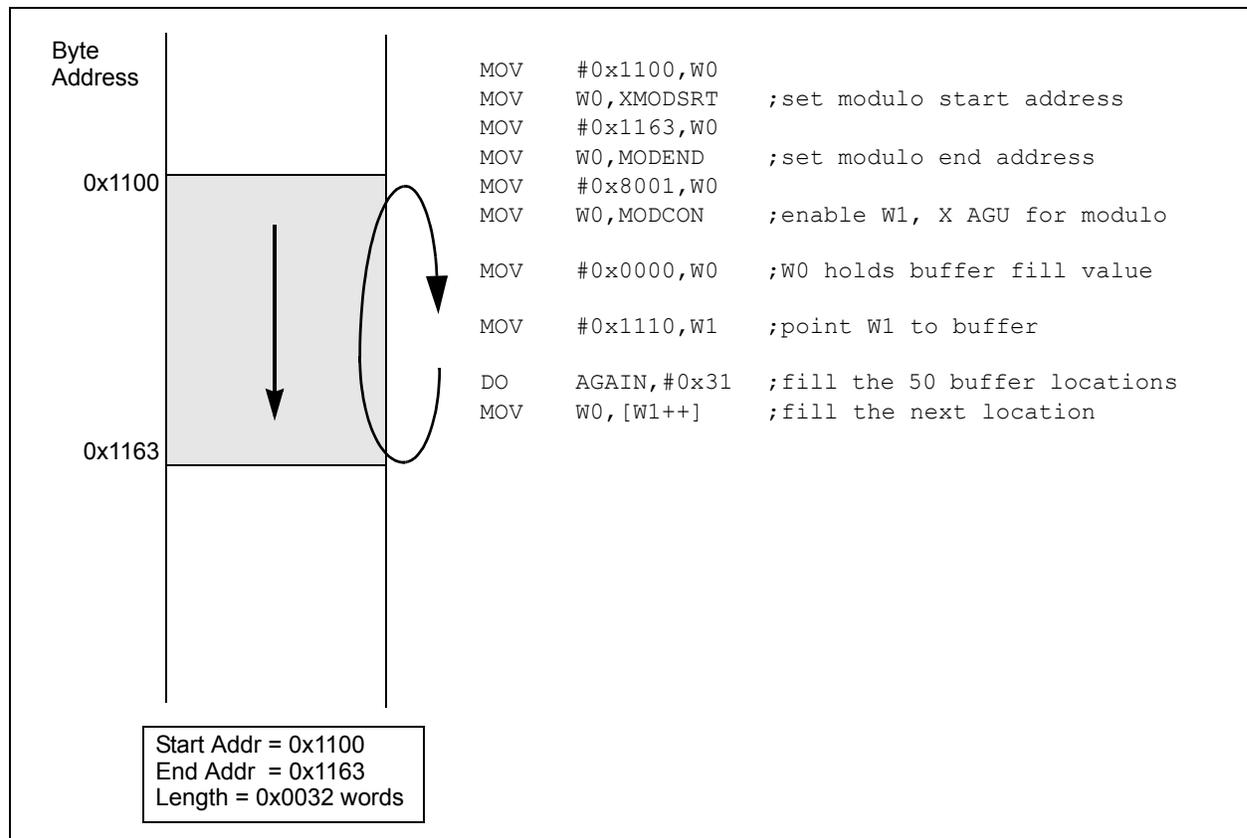 Byte
Address
0x1100
0x1163
MOV #0x1100,W0
MOV W0,XMODSRT ;set modulo start address
MOV #0x1163,W0
MOV W0,MODEND ;set modulo end address
MOV #0x8001,W0
MOV W0,MODCON ;enable W1, X AGU for modulo
MOV #0x0000,W0 ;W0 holds buffer fill value
MOV #0x1110,W1 ;point W1 to buffer
DO AGAIN,#0x31 ;fill the 50 buffer locations
MOV W0,[W1++] ;fill the next location
Start Addr = 0x1100
End Addr = 0x1163
Length = 0x0032 words